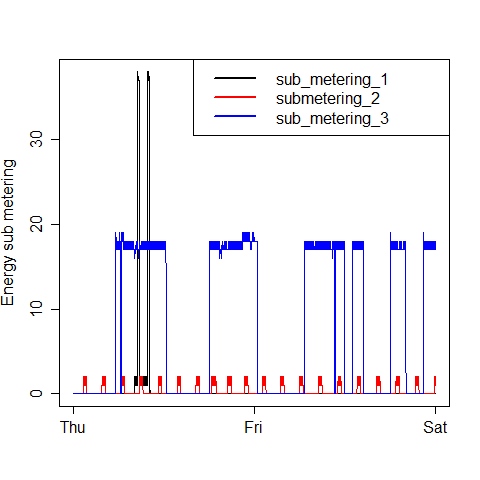 sub_metering_1
submetering_2
sub_metering_3
Energy sub metering
30
20
10
0
Thu Fri Sat